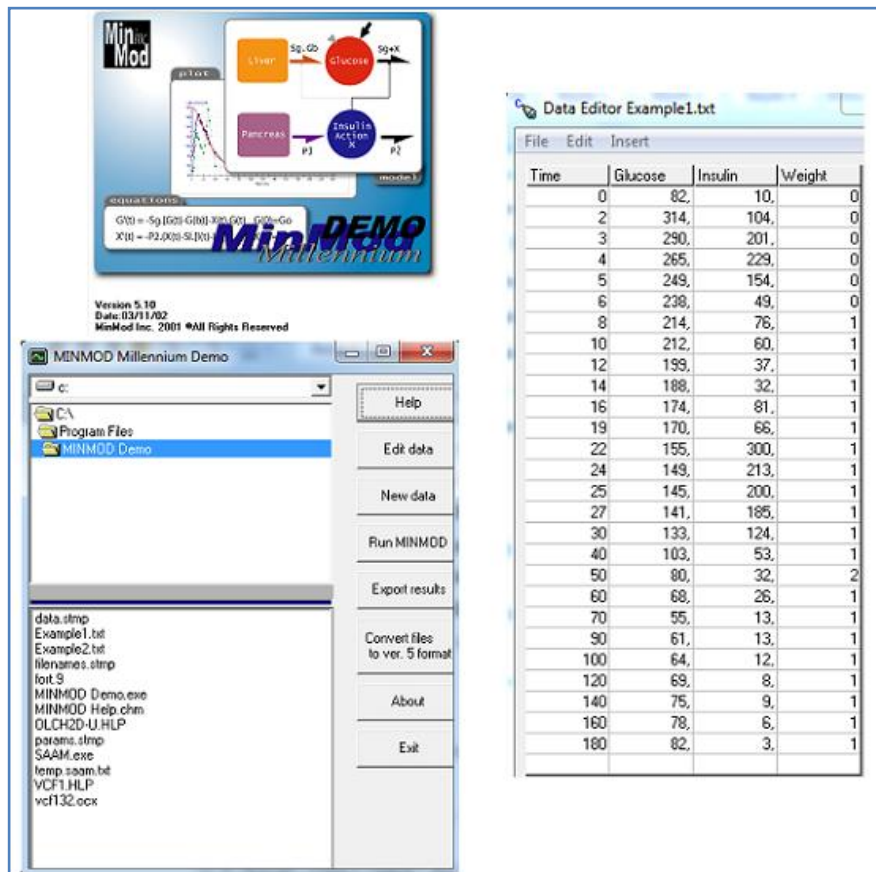 Min
Mod
INC
plot
Liver
Sg.Gb
Glucose
Sg+X
Pancreas
P3
Insulin
Action
X
P2
model
equations
G'(t) = -Sg.[G(t)-G(b)]-X(t).G(t)
G(0)=Go
X'(t) = -P2.(X(t)-SI.[I(t)-I
MinMod
DEMO
Millennium
Version 5.10
Date:03/11/02
MinMod Inc. 2001 ®All Rights Reserved
MINMOD Millennium Demo
c:
C:\
Program Files
MINMOD Demo
Help
Edit data
New data
Run MINMOD
Export results
Convert files
to ver. 5 format
About
Exit
data.stmp
Example1.txt
Example2.txt
filenames.stmp
fort.9
MINMOD Demo.exe
MINMOD Help.chm
OLCH2D-U.HLP
params.stmp
SAAM.exe
temp.saam.txt
VCF1.HLP
vcf132.ocx
Data Editor Example1.txt
File Edit Insert
Time Glucose Insulin Weight
0 82, 10, 0
2 314, 104, 0
3 290, 201, 0
4 265, 229, 0
5 249, 154, 0
6 238, 49, 0
8 214, 76, 1
10 212, 60, 1
12 199, 37, 1
14 188, 32, 1
16 174, 81, 1
19 170, 66, 1
22 155, 300, 1
24 149, 213, 1
25 145, 200, 1
27 141, 185, 1
30 133, 124, 1
40 103, 53, 1
50 80, 32, 2
60 68, 26, 1
70 55, 13, 1
90 61, 13, 1
100 64, 12, 1
120 69, 8, 1
140 75, 9, 1
160 78, 6, 1
180 82, 3, 1